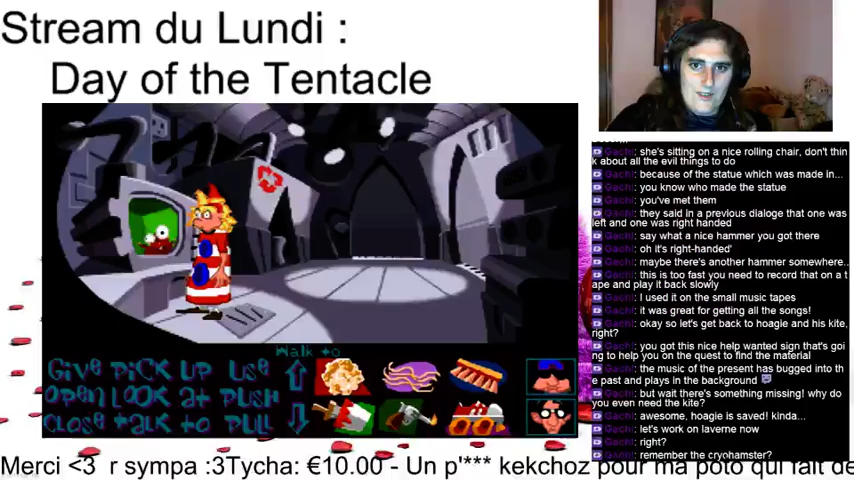 Stream du Lundi :
Day of the Tentacle
Walk to
Give Pick up Use
Open Look at Push
Close Talk to Pull
Gachi: she's sitting on a nice rolling chair, don't thin
k about all the evil things to do
Gachi: because of the statue which was made in...
Gachi: you know who made the statue
Gachi: you've met them
Gachi: they said in a previous dialoge that one was
left and one was right handed
Gachi: say what a nice hammer you got there
Gachi: oh it's right-handed'
Gachi: maybe there's another hammer somewhere..
Gachi: this is too fast you need to record that on a t
ape and play it back slowly
Gachi: I used it on the small music tapes
Gachi: it was great for getting all the songs!
Gachi: okay so let's get back to hoagie and his kite,
right?
Gachi: you got this nice help wanted sign that's goi
ng to help you on the quest to find the material
Gachi: the music of the present has bugged into th
e past and plays in the background
Gachi: but wait there's something missing! why do
you even need the kite?
Gachi: awesome, hoagie is saved! kinda...
Gachi: let's work on laverne now
Gachi: right?
Gachi: remember the cryohamster?
Merci <3 r sympa :3Tycha: €10.00 - Un p'*** kekchoz pour ma poto qui fait de